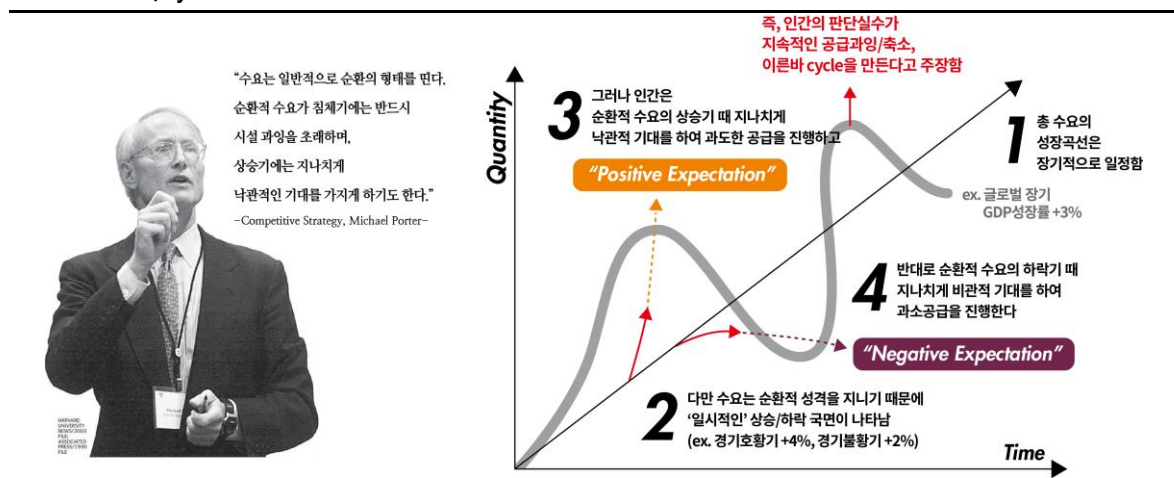 "수요는 일반적으로 순환의 형태를 띤다.
순환적 수요가 침체기에는 반드시
시설 과잉을 초래하며,
상승기에는 지나치게
낙관적인 기대를 가지게 하기도 한다."
-Competitive Strategy, Michael Porter-
HARVARD
UNIVERSITY
NEWS/2003
FILE
ASSOCIATED
PRESS/1996
FILE
즉, 인간의 판단실수가
지속적인 공급과잉/축소,
이른바 cycle을 만든다고 주장함
Quantity
3
그러나 인간은
순환적 수요의 상승기 때 지나치게
낙관적 기대를 하여 과도한 공급을 진행하고
"Positive Expectation"
1
총 수요의
성장곡선은
장기적으로 일정함
ex. 글로벌 장기
GDP성장률 +3%
4
반대로 순환적 수요의 하락기 때
지나치게 비관적 기대를 하여
과소공급을 진행한다
"Negative Expectation"
2
다만 수요는 순환적 성격을 지니기 때문에
'일시적인' 상승/하락 국면이 나타남
(ex. 경기호황기 +4%, 경기불황기 +2%)
Time